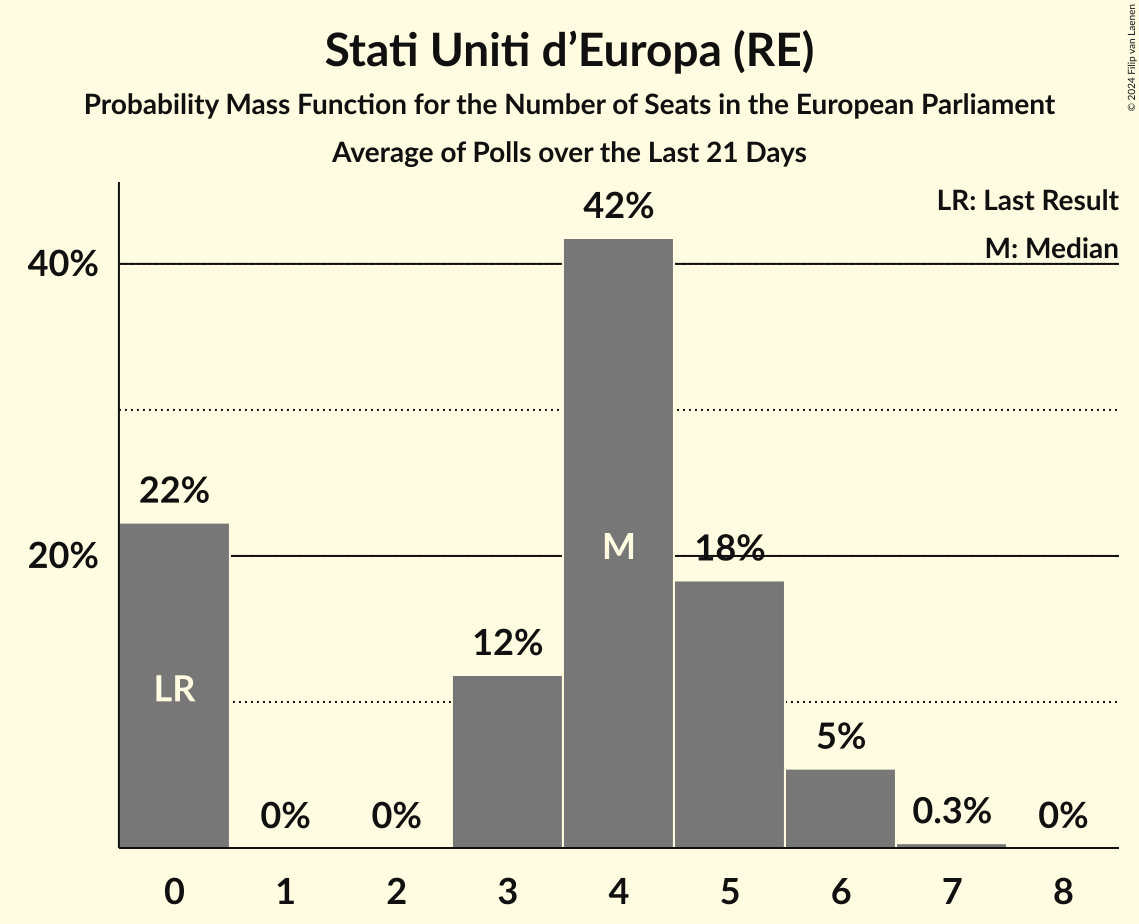 Stati Uniti d’Europa (RE)
Probability Mass Function for the Number of Seats in the European Parliament
Average of Polls over the Last 21 Days
© 2024 Filip van Laenen
LR: Last Result
M: Median
42%
40%
22%
20%
M
18%
12%
LR
5%
0%
0%
0.3%
0%
0 1 2 3 4 5 6 7 8